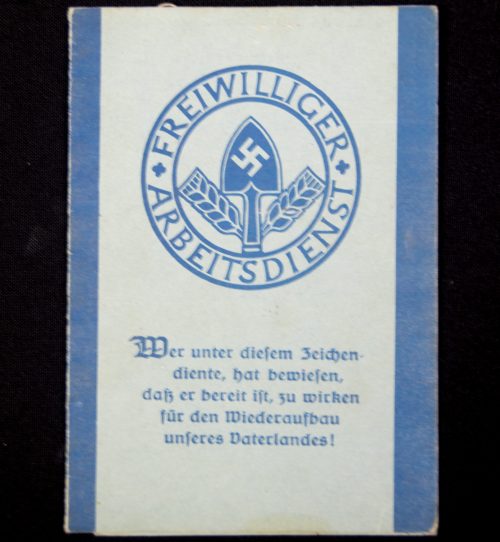 FREIWILLIGER
ARBEITSDIENST
Wer unter dieſem Zeichen-
diente, hat bewieſen,
daß er bereit iſt, zu wirken
für den Wiederaufbau
unſeres Vaterlandes!